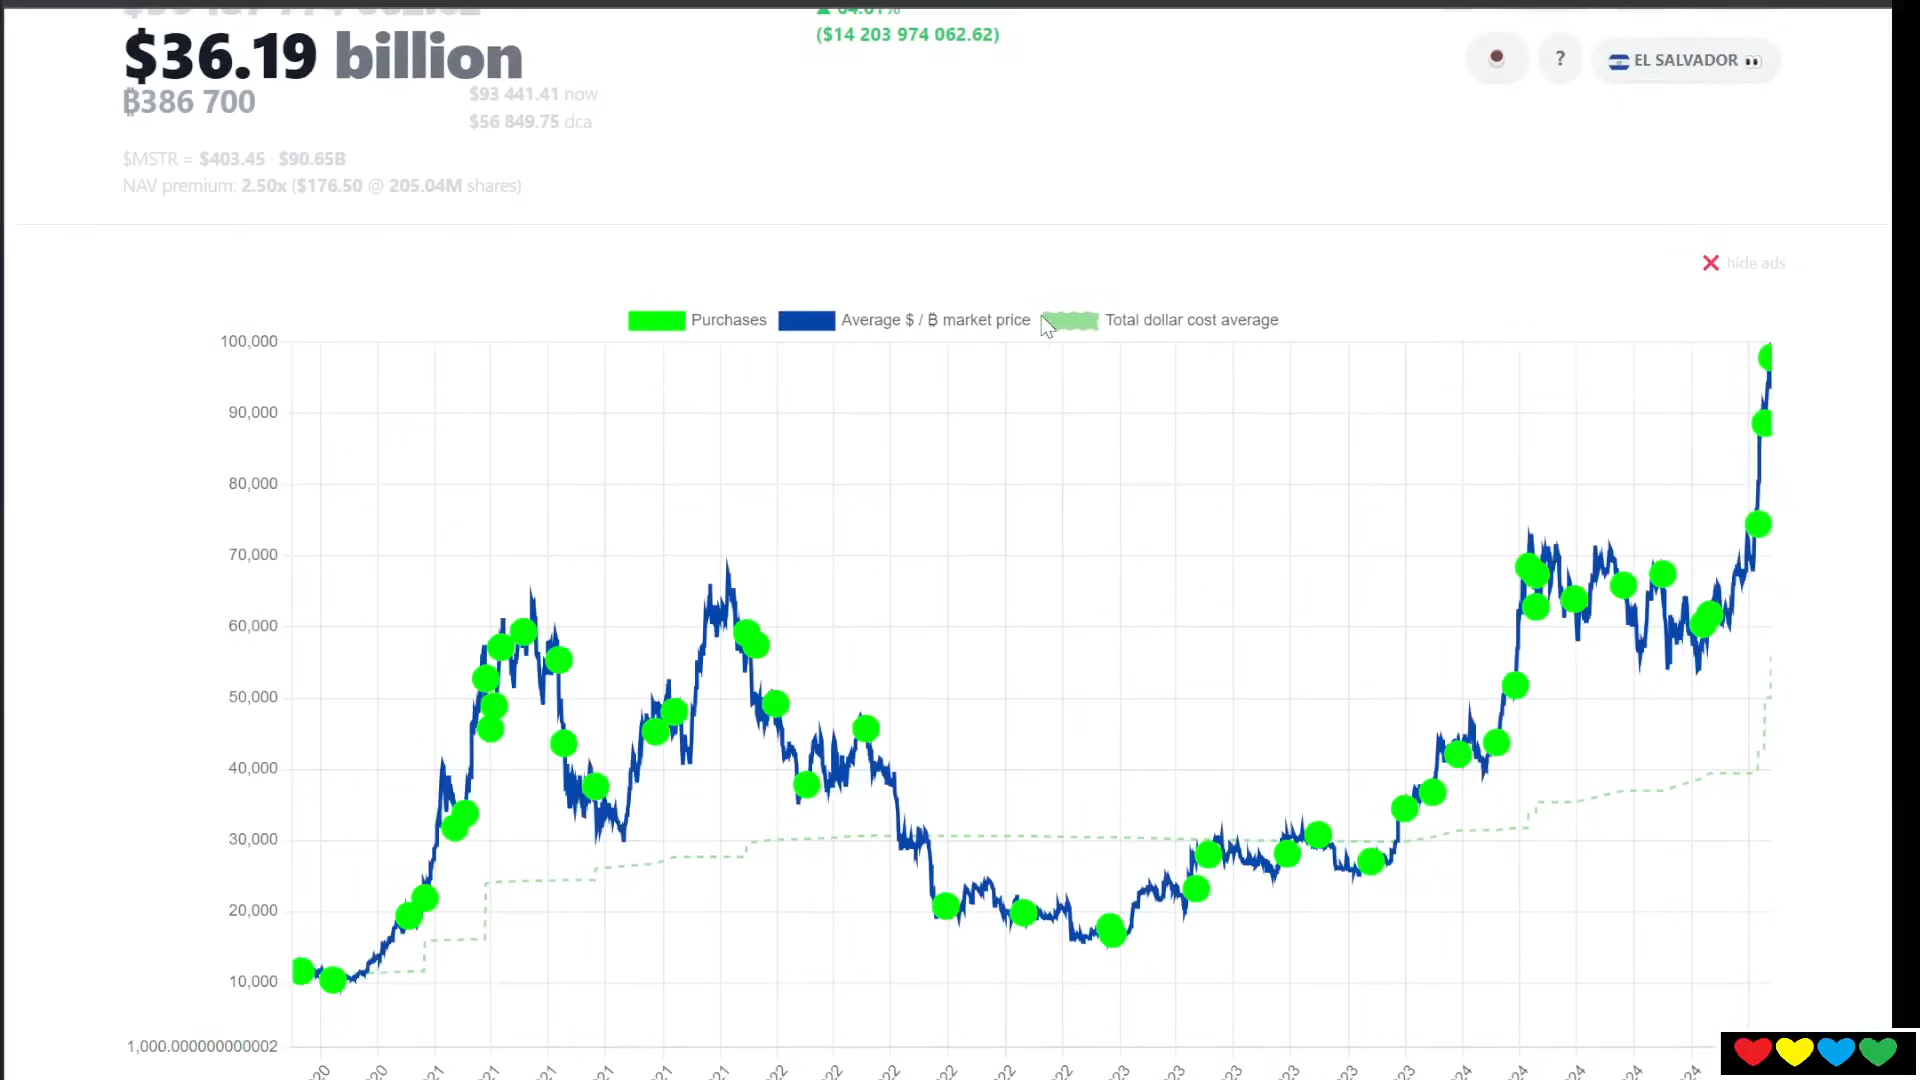 ($14 203 974 062.62)
$36.19 billion
₿386 700
$93 441.41 now
$56 849.75 dca
? EL SALVADOR
$MSTR = $403.45 · $90.65B
NAV premium: 2.50x ($176.50 @ 205.04M shares)
hide ads
Purchases Average $ / ₿ market price Total dollar cost average
100,000
90,000
80,000
70,000
60,000
50,000
40,000
30,000
20,000
10,000
1,000.000000000002